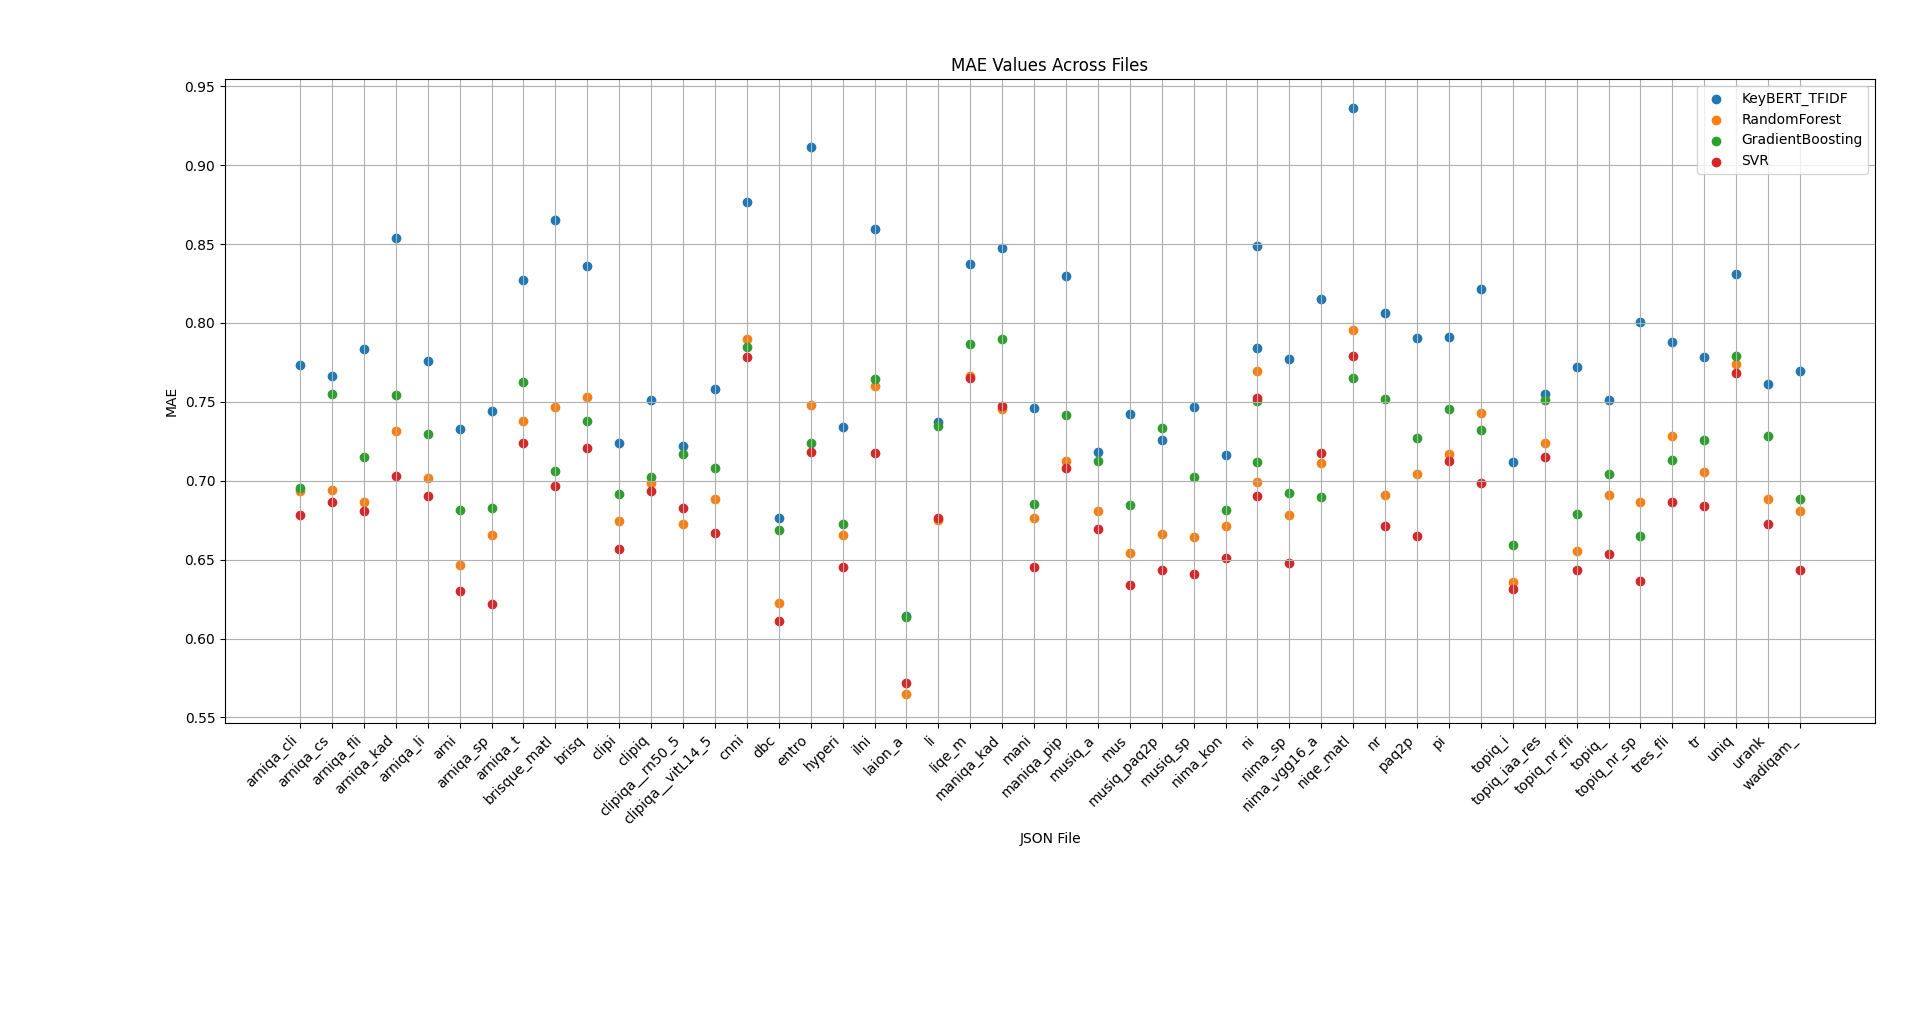 MAE Values Across Files
KeyBERT_TFIDF
RandomForest
GradientBoosting
SVR
MAE
0.95
0.90
0.85
0.80
0.75
0.70
0.65
0.60
0.55
arniqa_cli
arniqa_cs
arniqa_fli
arniqa_kad
arniqa_li
arni
arniqa_sp
arniqa_t
brisque_matl
brisq
clipi
clipiq
clipiqa__rn50_5
clipiqa__vitL14_5
cnni
dbc
entro
hyperi
ilni
laion_a
li
liqe_m
maniqa_kad
mani
maniqa_pip
musiq_a
mus
musiq_paq2p
musiq_sp
nima_kon
ni
nima_sp
nima_vgg16_a
niqe_matl
nr
paq2p
pi
topiq_i
topiq_iaa_res
topiq_nr_fli
topiq_
topiq_nr_sp
tres_fli
tr
uniq
urank
wadiqam_
JSON File